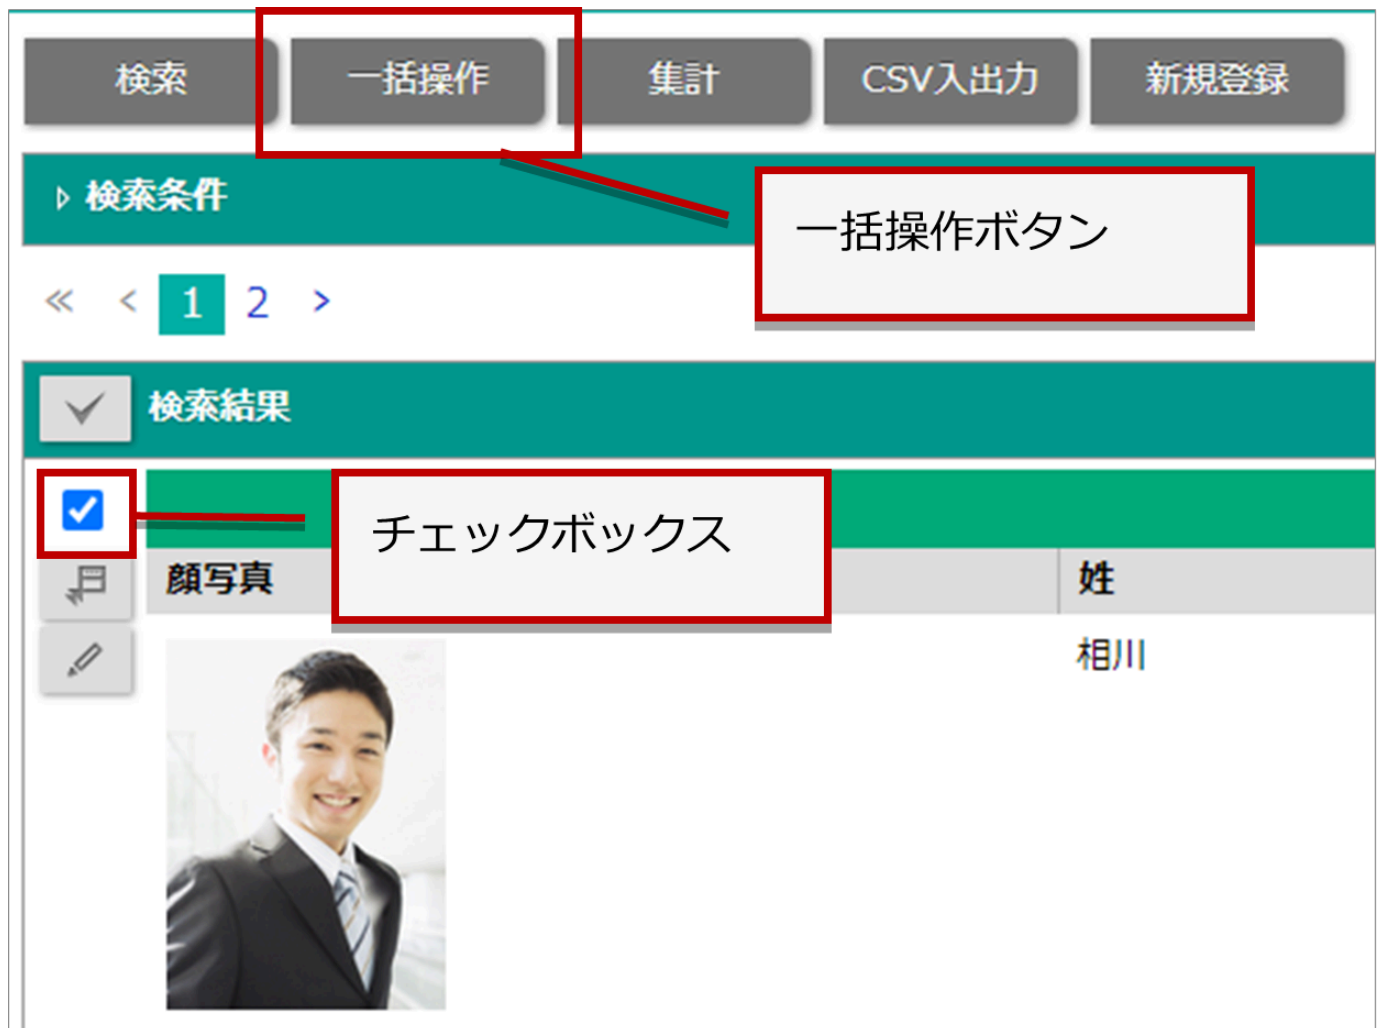 検索 一括操作 集計 CSV入出力 新規登録
検索条件
一括操作ボタン
« < 1 2 >
検索結果
チェックボックス
顔写真 姓
相川